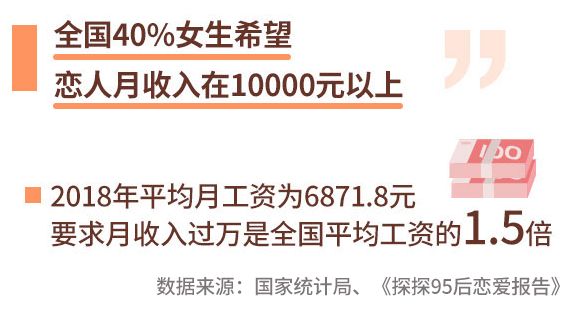 全国40%女生希望
恋人月收入在10000元以上
100
2018年平均月工资为6871.8元
要求月收入过万是全国平均工资的1.5倍
数据来源：国家统计局、《探探95后恋爱报告》